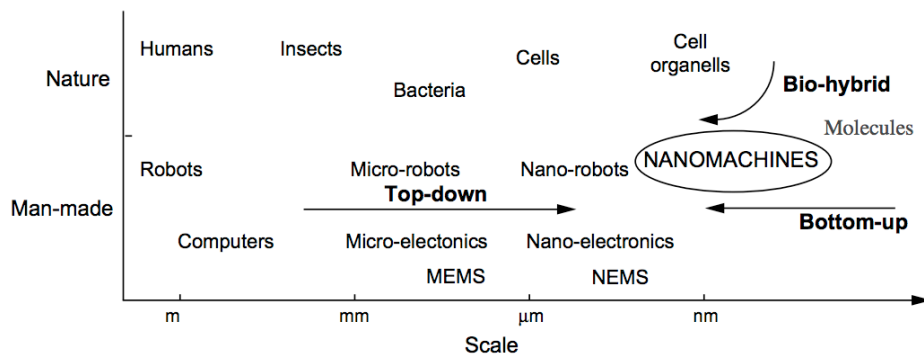 Humans
Insects
Cells
Cell
organells
Nature
Bacteria
Bio-hybrid
Molecules
Robots
Micro-robots
Nano-robots
NANOMACHINES
Top-down
Man-made
Bottom-up
Computers
Micro-electonics
Nano-electronics
MEMS
NEMS
m
mm
μm
nm
Scale